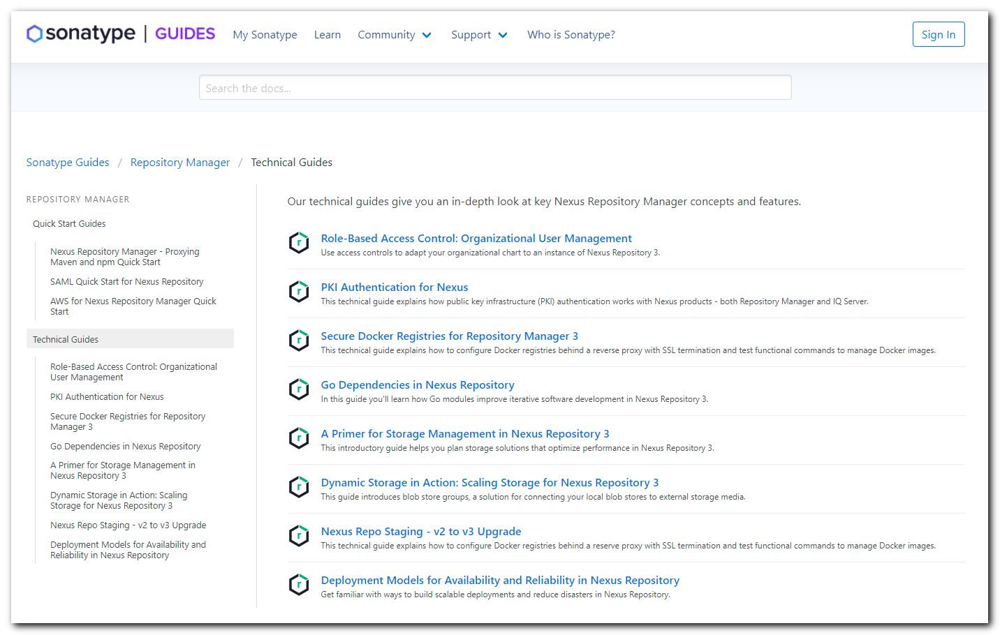 sonatype | GUIDES My Sonatype Learn Community Support Who is Sonatype? Sign In
Search the docs...
Sonatype Guides / Repository Manager / Technical Guides
REPOSITORY MANAGER
Quick Start Guides
Nexus Repository Manager - Proxying
Maven and npm Quick Start
SAML Quick Start for Nexus Repository
AWS for Nexus Repository Manager Quick
Start
Technical Guides
Role-Based Access Control: Organizational
User Management
PKI Authentication for Nexus
Secure Docker Registries for Repository
Manager 3
Go Dependencies in Nexus Repository
A Primer for Storage Management in
Nexus Repository 3
Dynamic Storage in Action: Scaling
Storage for Nexus Repository 3
Nexus Repo Staging - v2 to v3 Upgrade
Deployment Models for Availability and
Reliability in Nexus Repository
Our technical guides give you an in-depth look at key Nexus Repository Manager concepts and features.
r
Role-Based Access Control: Organizational User Management
Use access controls to adapt your organizational chart to an instance of Nexus Repository 3.
r
PKI Authentication for Nexus
This technical guide explains how public key infrastructure (PKI) authentication works with Nexus products - both Repository Manager and IQ Server.
r
Secure Docker Registries for Repository Manager 3
This technical guide explains how to configure Docker registries behind a reverse proxy with SSL termination and test functional commands to manage Docker images.
r
Go Dependencies in Nexus Repository
In this guide you'll learn how Go modules improve iterative software development in Nexus Repository 3.
r
A Primer for Storage Management in Nexus Repository 3
This introductory guide helps you plan storage solutions that optimize performance in Nexus Repository 3.
r
Dynamic Storage in Action: Scaling Storage for Nexus Repository 3
This guide introduces blob store groups, a solution for connecting your local blob stores to external storage media.
r
Nexus Repo Staging - v2 to v3 Upgrade
This technical guide explains how to configure Docker registries behind a reserve proxy with SSL termination and test functional commands to manage Docker images.
r
Deployment Models for Availability and Reliability in Nexus Repository
Get familiar with ways to build scalable deployments and reduce disasters in Nexus Repository.